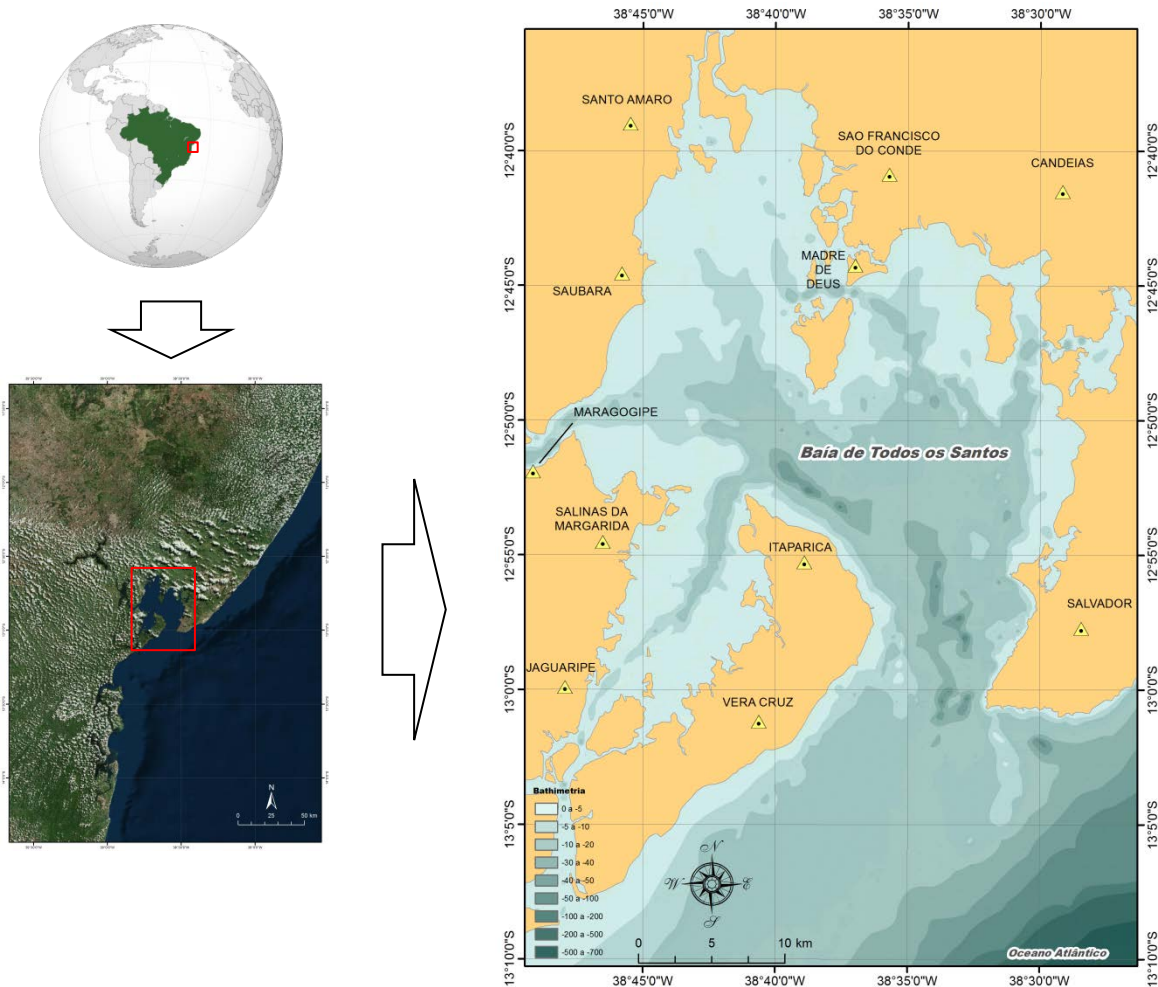 38°45'0"W
38°40'0"W
38°35'0"W
38°30'0"W
12°40'0"S
12°45'0"S
12°50'0"S
12°55'0"S
13°0'0"S
13°5'0"S
13°10'0"S
SANTO AMARO
SAO FRANCISCO
DO CONDE
CANDEIAS
MADRE
DE
DEUS
SAUBARA
MARAGOGIPE
Baía de Todos os Santos
SALINAS DA
MARGARIDA
ITAPARICA
SALVADOR
JAGUARIPE
VERA CRUZ
Bathimetria
0 a -5
-5 a -10
-10 a -20
-30 a -40
-40 a -50
-50 a -100
-100 a -200
-200 a -500
-500 a -700
N
W
E
S
0 5 10 km
Oceano Atlântico
12°40'0"S
12°45'0"S
12°50'0"S
12°55'0"S
13°0'0"S
13°5'0"S
13°10'0"S
38°45'0"W
38°40'0"W
38°35'0"W
38°30'0"W
N
0 25 50 km